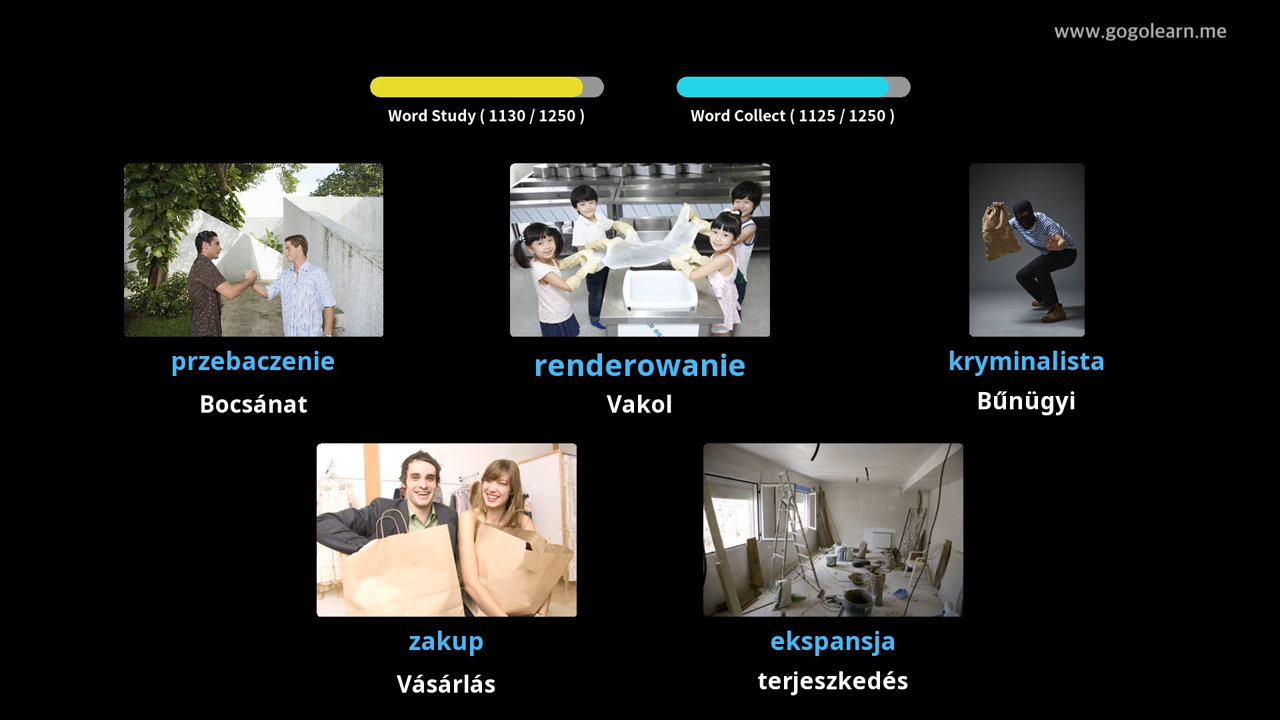 www.gogolearn.me
Word Study ( 1130 / 1250 )
Word Collect ( 1125 / 1250 )
przebaczenie
Bocsánat
renderowanie
Vakol
kryminalista
Bűnügyi
zakup
Vásárlás
ekspansja
terjeszkedés